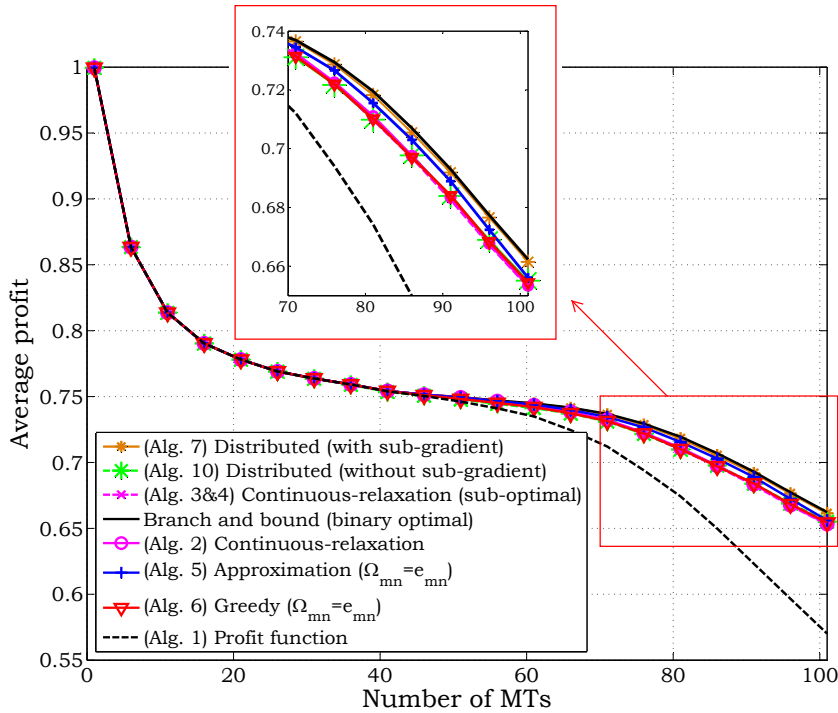 0.74
0.72
0.7
0.68
0.66
70 80 90 100
1
0.95
0.9
0.85
0.8
0.75
0.7
0.65
0.6
0.55
Average profit
(Alg. 7) Distributed (with sub-gradient)
(Alg. 10) Distributed (without sub-gradient)
(Alg. 3&4) Continuous-relaxation (sub-optimal)
Branch and bound (binary optimal)
(Alg. 2) Continuous-relaxation
(Alg. 5) Approximation (Ωmn=emn)
(Alg. 6) Greedy (Ωmn=emn)
(Alg. 1) Profit function
0 20 40 60 80 100
Number of MTs